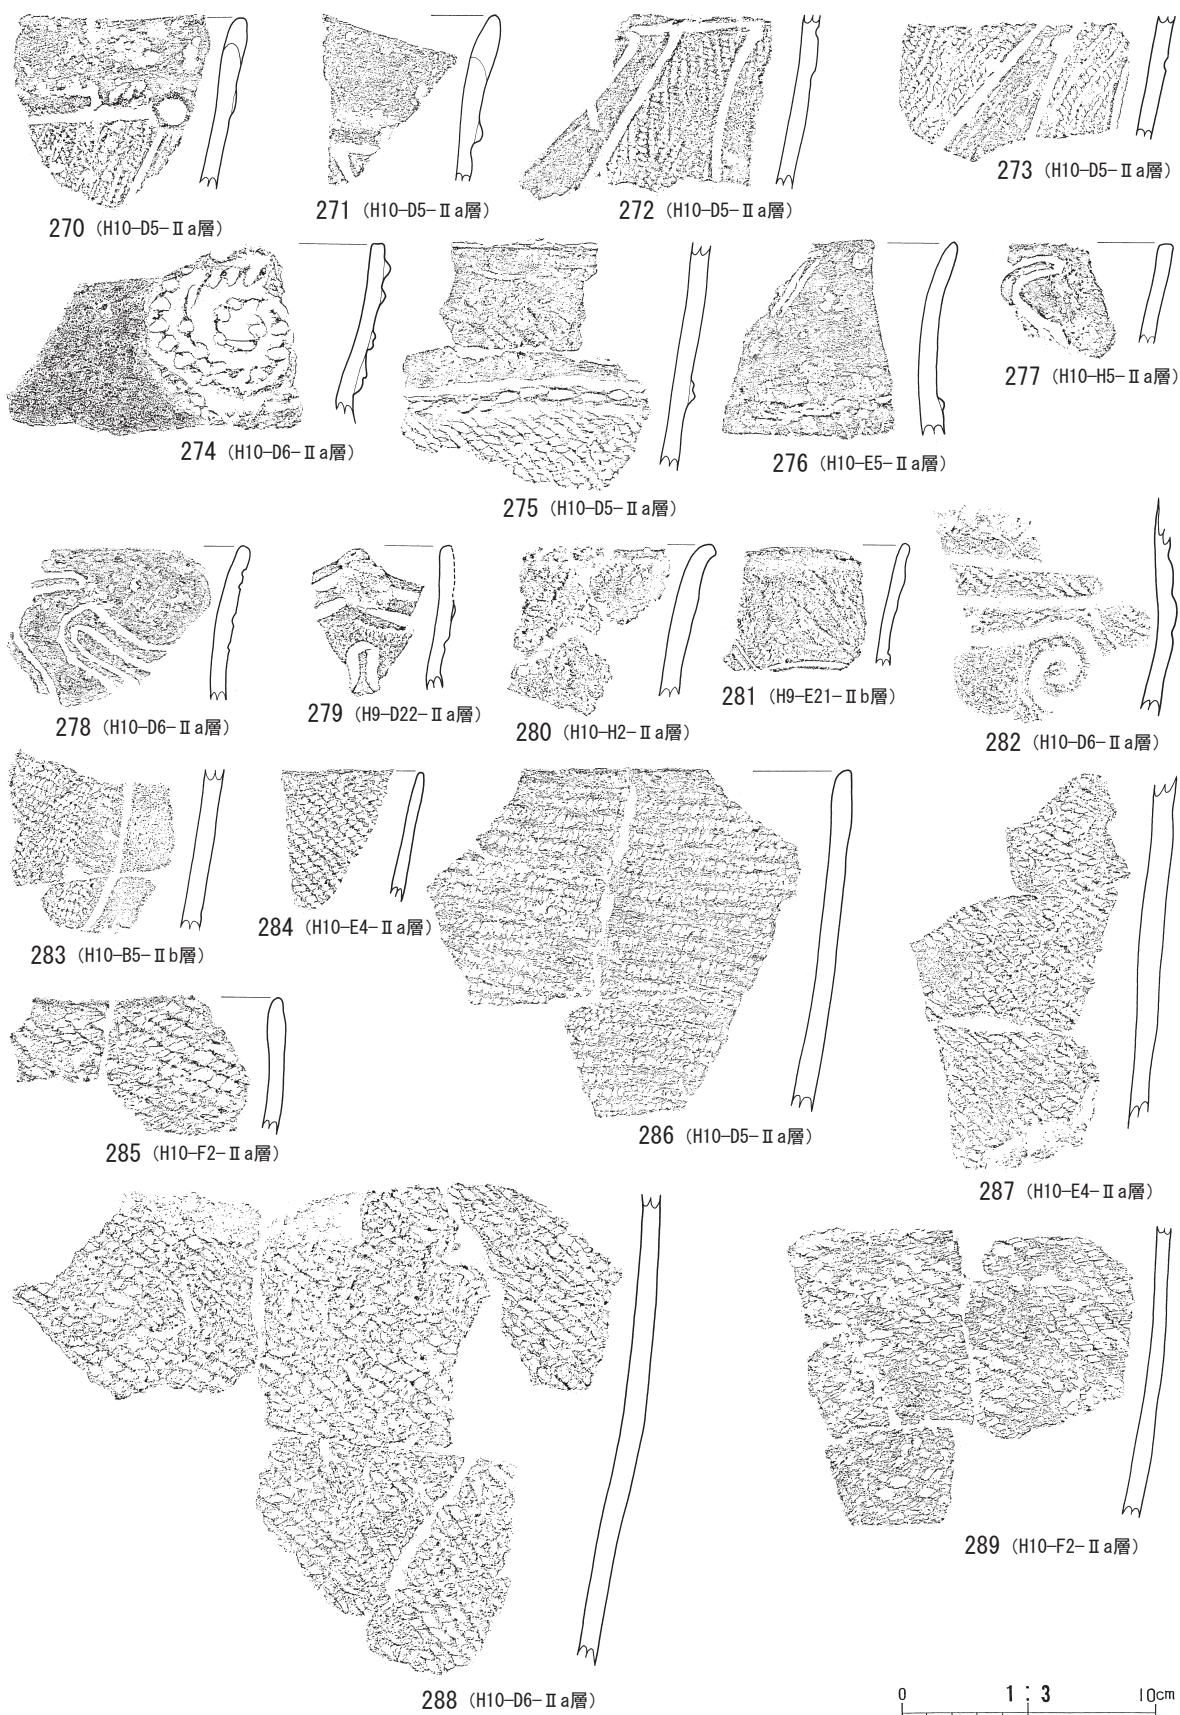 270（H10−D5−Ⅱa層）
271（H10−D5−Ⅱa層）
272（H10−D5−Ⅱa層）
273（H10−D5−Ⅱa層）
274（H10−D6−Ⅱa層）
275（H10−D5−Ⅱa層）
276（H10−E5−Ⅱa層）
277（H10−H5−Ⅱa層）
278（H10−D6−Ⅱa層）
279（H9−D22−Ⅱa層）
280（H10−H2−Ⅱa層）
281（H9−E21−Ⅱb層）
282（H10−D6−Ⅱa層）
283（H10−B5−Ⅱb層）
284（H10−E4−Ⅱa層）
285（H10−F2−Ⅱa層）
286（H10−D5−Ⅱa層）
287（H10−E4−Ⅱa層）
288（H10−D6−Ⅱa層）
289（H10−F2−Ⅱa層）
0 1：3 10cm